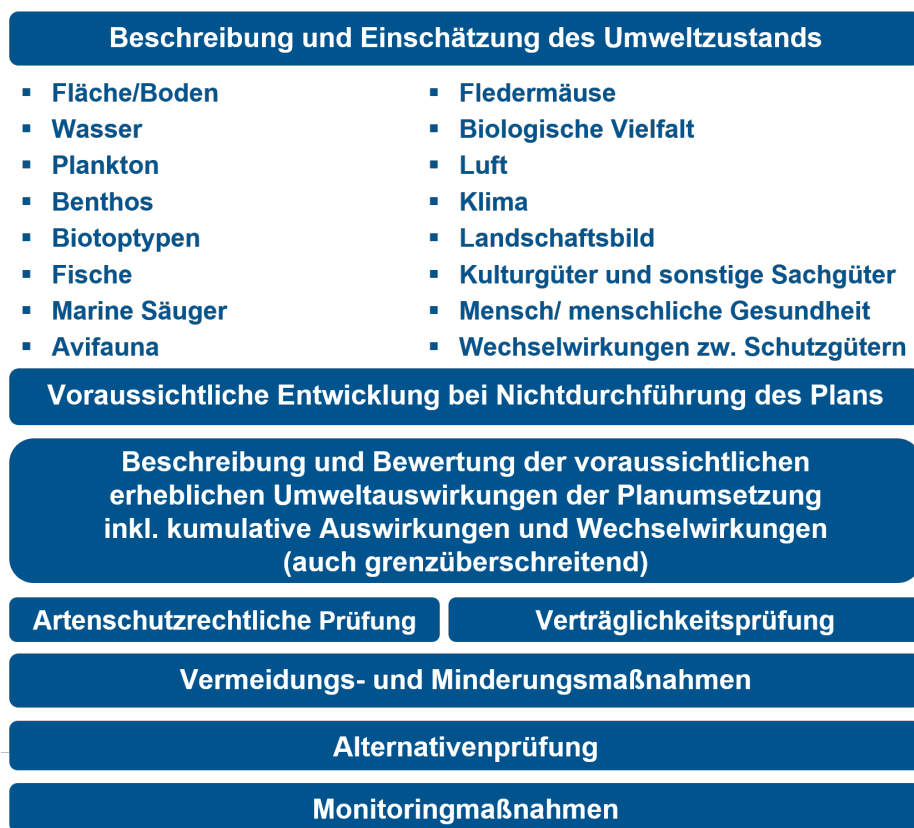 Beschreibung und Einschätzung des Umweltzustands
▪ Fläche/Boden
▪ Wasser
▪ Plankton
▪ Benthos
▪ Biotoptypen
▪ Fische
▪ Marine Säuger
▪ Avifauna
▪ Fledermäuse
▪ Biologische Vielfalt
▪ Luft
▪ Klima
▪ Landschaftsbild
▪ Kulturgüter und sonstige Sachgüter
▪ Mensch/ menschliche Gesundheit
▪ Wechselwirkungen zw. Schutzgütern
Voraussichtliche Entwicklung bei Nichtdurchführung des Plans
Beschreibung und Bewertung der voraussichtlichen
erheblichen Umweltauswirkungen der Planumsetzung
inkl. kumulative Auswirkungen und Wechselwirkungen
(auch grenzüberschreitend)
Artenschutzrechtliche Prüfung
Verträglichkeitsprüfung
Vermeidungs- und Minderungsmaßnahmen
Alternativenprüfung
Monitoringmaßnahmen